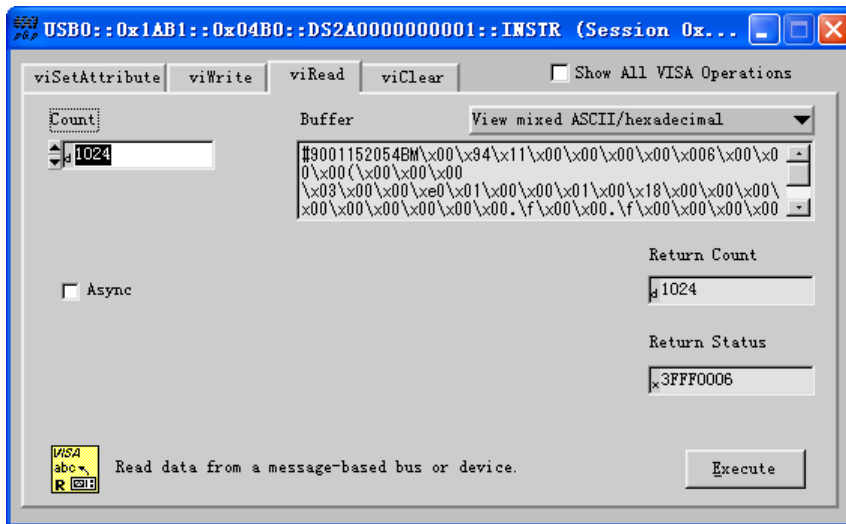 USB0::0x1AB1::0x04B0::DS2A0000000001::INSTR (Session 0x...
viSetAttribute viWrite viRead viClear Show All VISA Operations
Count Buffer View mixed ASCII/hexadecimal
d 1024
#9001152054BM\x00\x94\x11\x00\x00\x00\x00\x006\x00\x0
0\x00(\x00\x00\x00
\x03\x00\x00\xe0\x01\x00\x00\x01\x00\x18\x00\x00\x00\
x00\x00\x00\x00\x00\x00.\f\x00\x00.\f\x00\x00\x00\x00
Return Count
Async
d 1024
Return Status
x 3FFF0006
VISA
abc
R
Read data from a message-based bus or device.
Execute